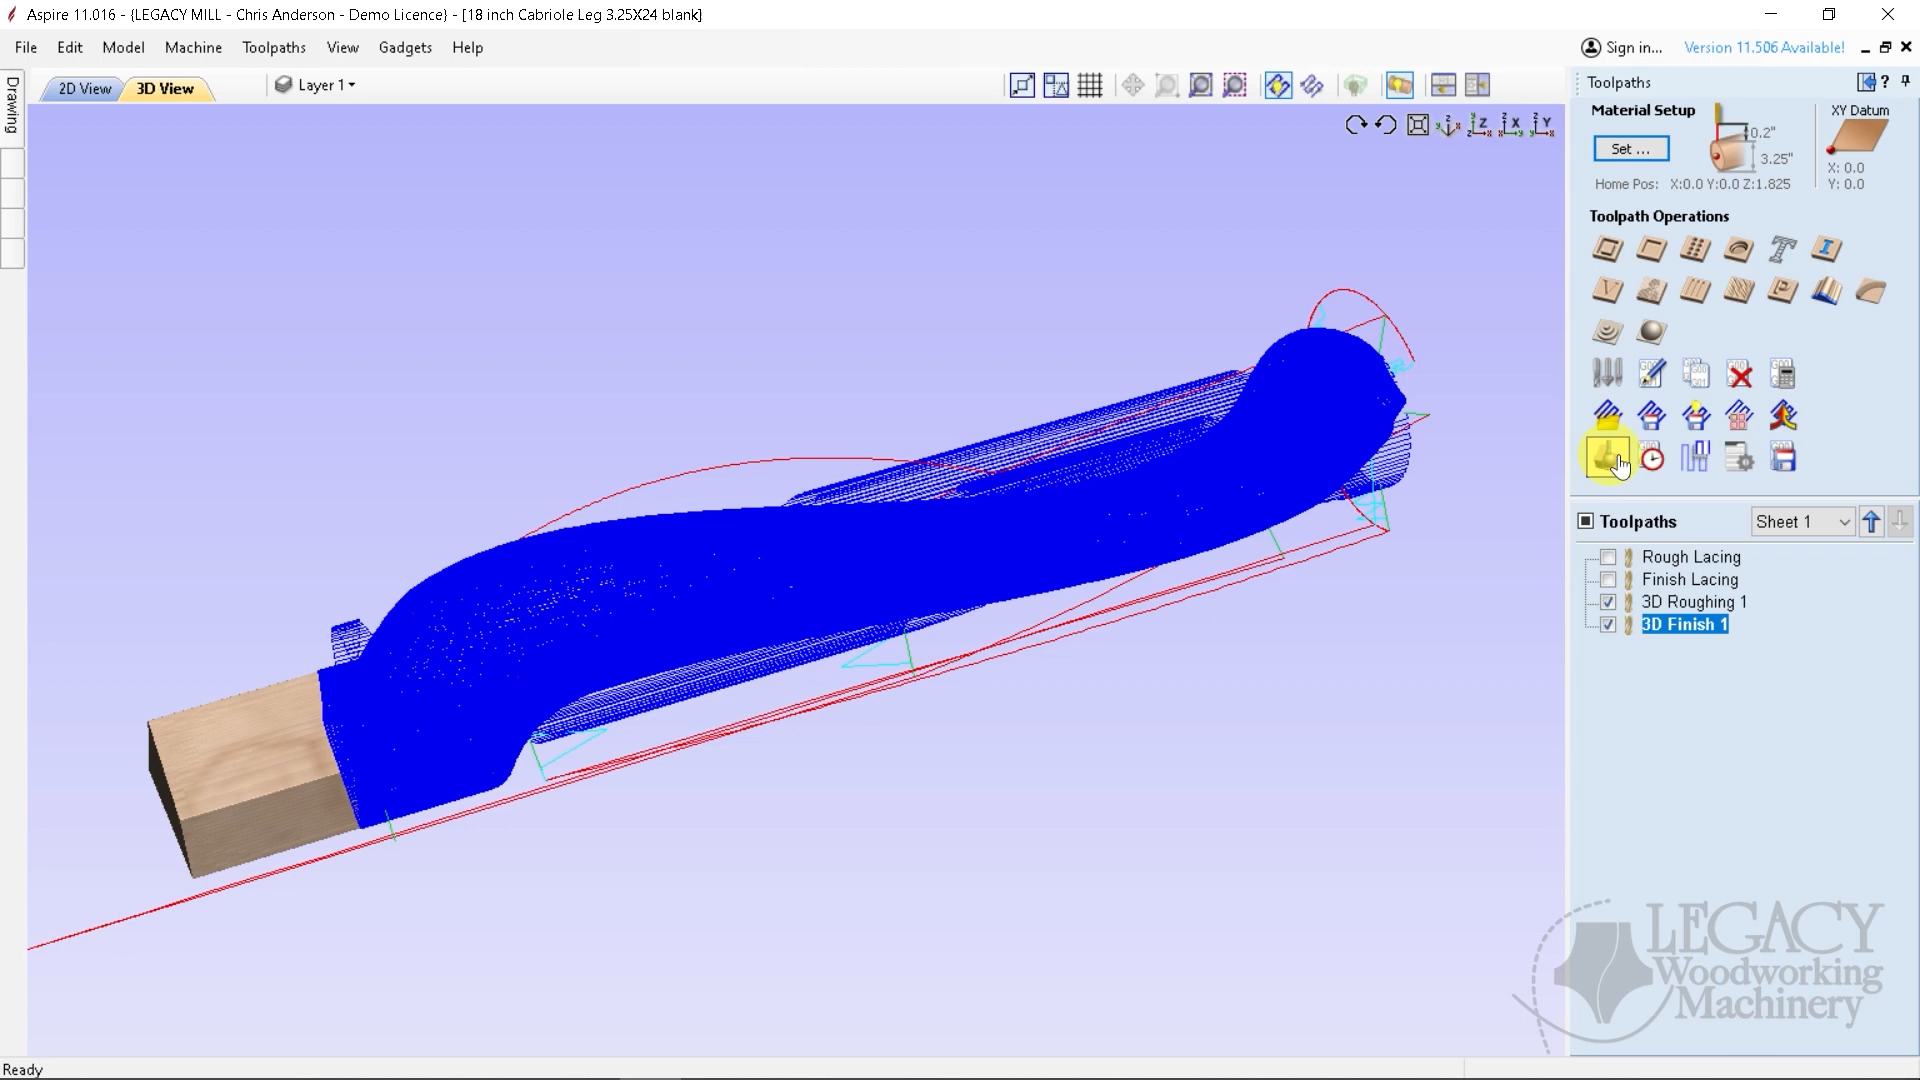 Aspire 11.016 - {LEGACY MILL - Chris Anderson - Demo Licence} - [18 inch Cabriole Leg 3.25X24 blank]
File Edit Model Machine Toolpaths View Gadgets Help
Sign in... Version 11.506 Available!
Drawing
2D View 3D View Layer 1
Toolpaths
Material Setup
XY Datum
Set ...
0.2"
3.25"
X: 0.0
Y: 0.0
Home Pos: X:0.0 Y:0.0 Z:1.825
Toolpath Operations
Toolpaths Sheet 1
Rough Lacing
Finish Lacing
3D Roughing 1
3D Finish 1
LEGACY
Woodworking
Machinery
Ready